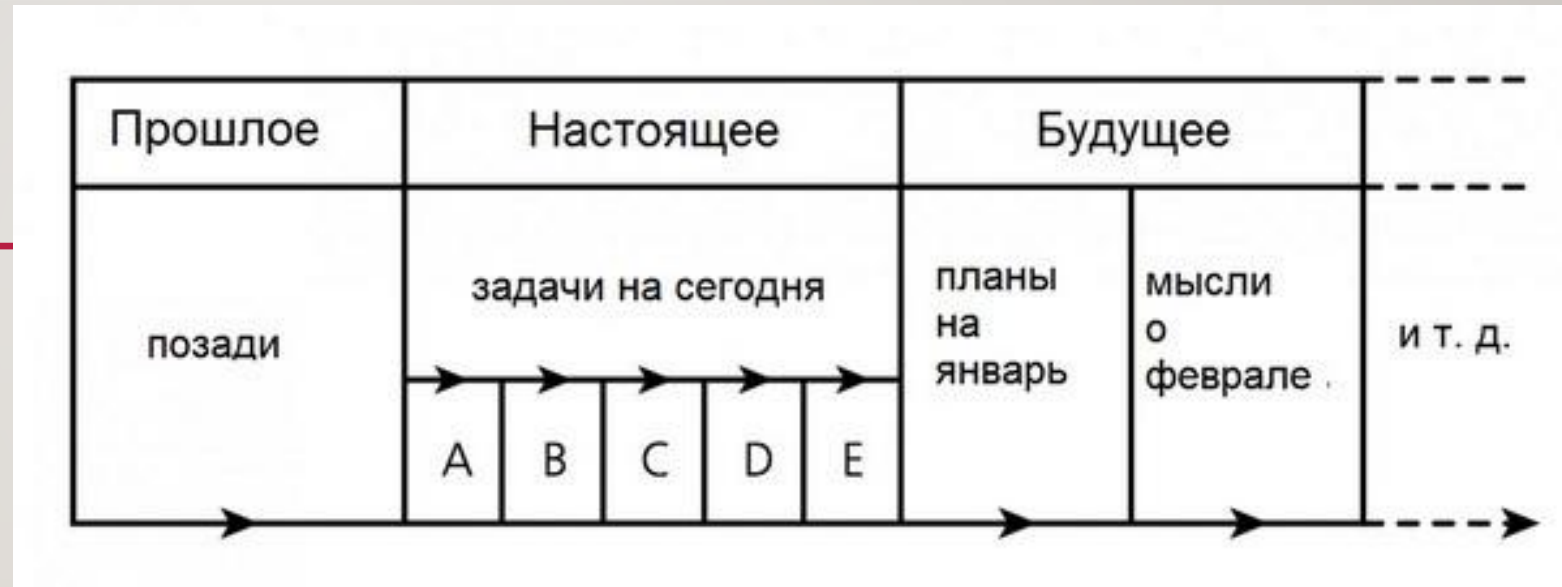 Прошлое
Настоящее
Будущее
позади
задачи на сегодня
A B C D E
планы
на
январь
мысли
о
феврале .
и т. д.